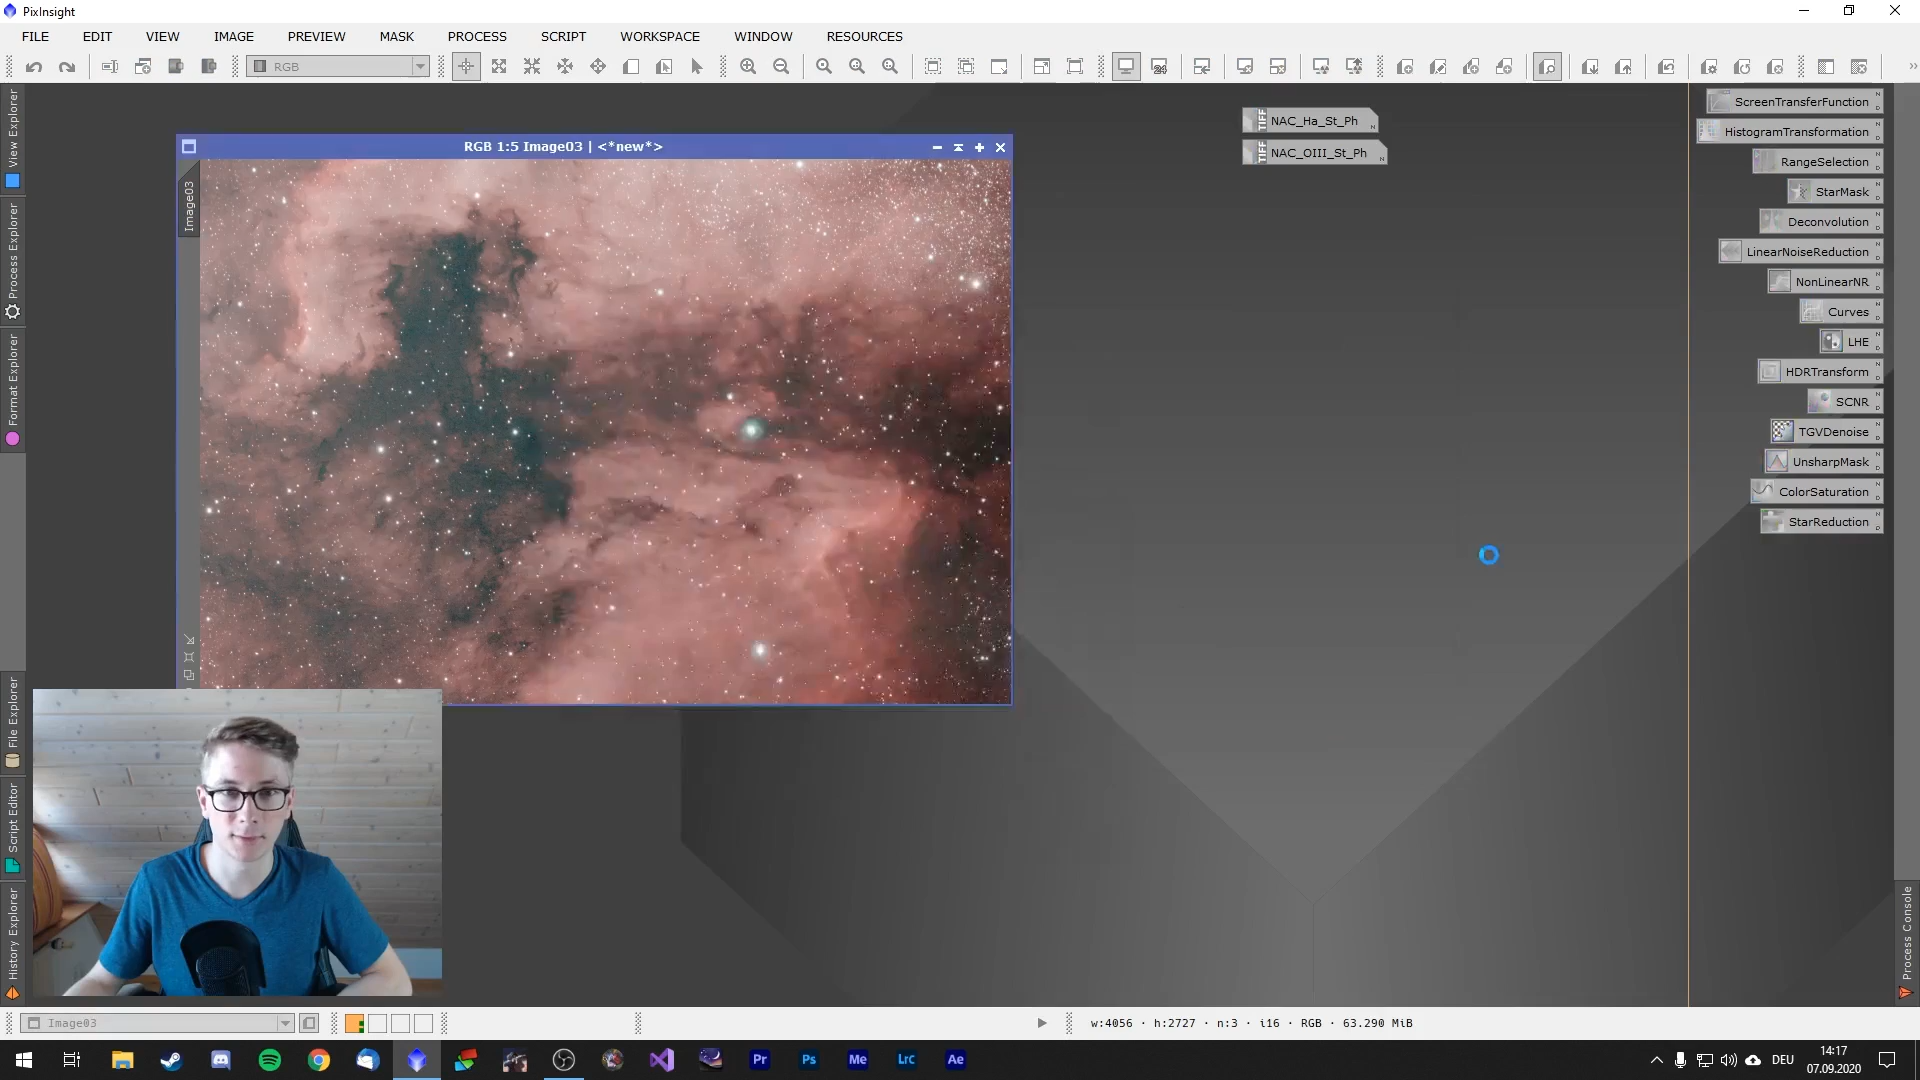 PixInsight
FILE EDIT VIEW IMAGE PREVIEW MASK PROCESS SCRIPT WORKSPACE WINDOW RESOURCES
RGB
View Explorer
Process Explorer
Format Explorer
File Explorer
Script Editor
History Explorer
RGB 1:5 Image03 | <*new*>
Image03
TIFF NAC_Ha_St_Ph
TIFF NAC_OIII_St_Ph
ScreenTransferFunction
HistogramTransformation
RangeSelection
StarMask
Deconvolution
LinearNoiseReduction
NonLinearNR
Curves
LHE
HDRTransform
SCNR
TGVDenoise
UnsharpMask
ColorSaturation
StarReduction
Process Console
Image03
w:4056 · h:2727 · n:3 · i16 · RGB · 63.290 MiB
Pr Ps Me Lrc Ae
DEU
14:17
07.09.2020